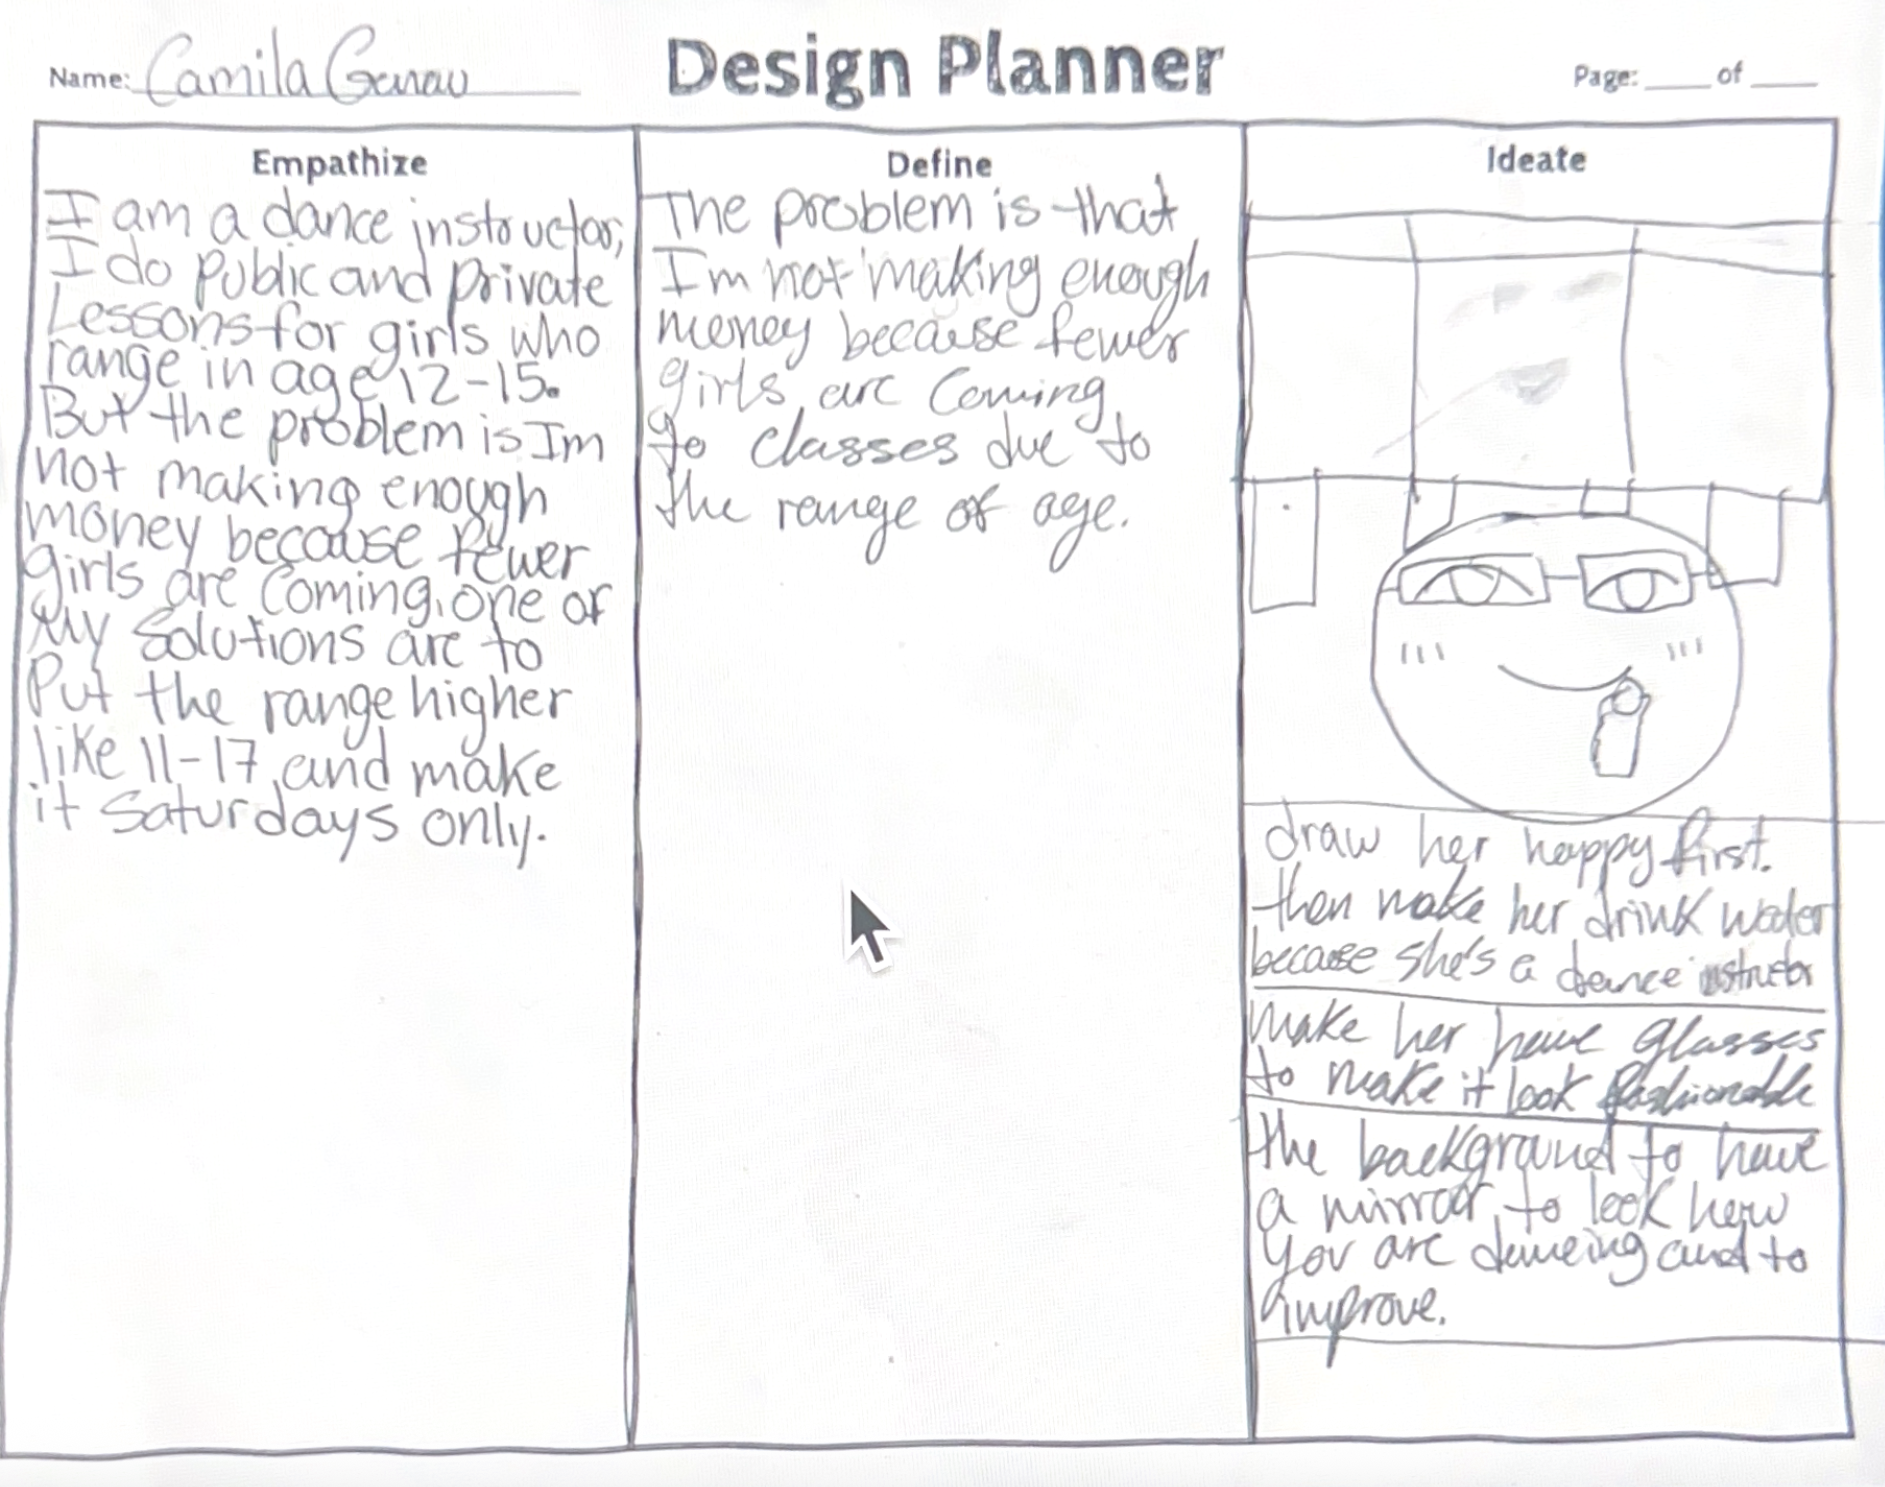 Design Planner
Name: Camila
Page: ____ of ____
Empathize
I am a dance instructor,
I do public and private
Lessons for girls who
range in age 12-15.
But the problem is Im
not making enough
money because fewer
girls are coming, one of
My Solutions are to
Put the range higher
like 11-17 and make
it Saturdays only.
Define
The problem is that
I'm not making enough
money because fewer
girls are Coming
to classes due to
the range of age.
Ideate
draw her happy first.
then make her drink water
because she's a dance instructor
make her have glasses
to make it look fashionable
the background to have
a mirror, to look how
you are dancing and to
improve.